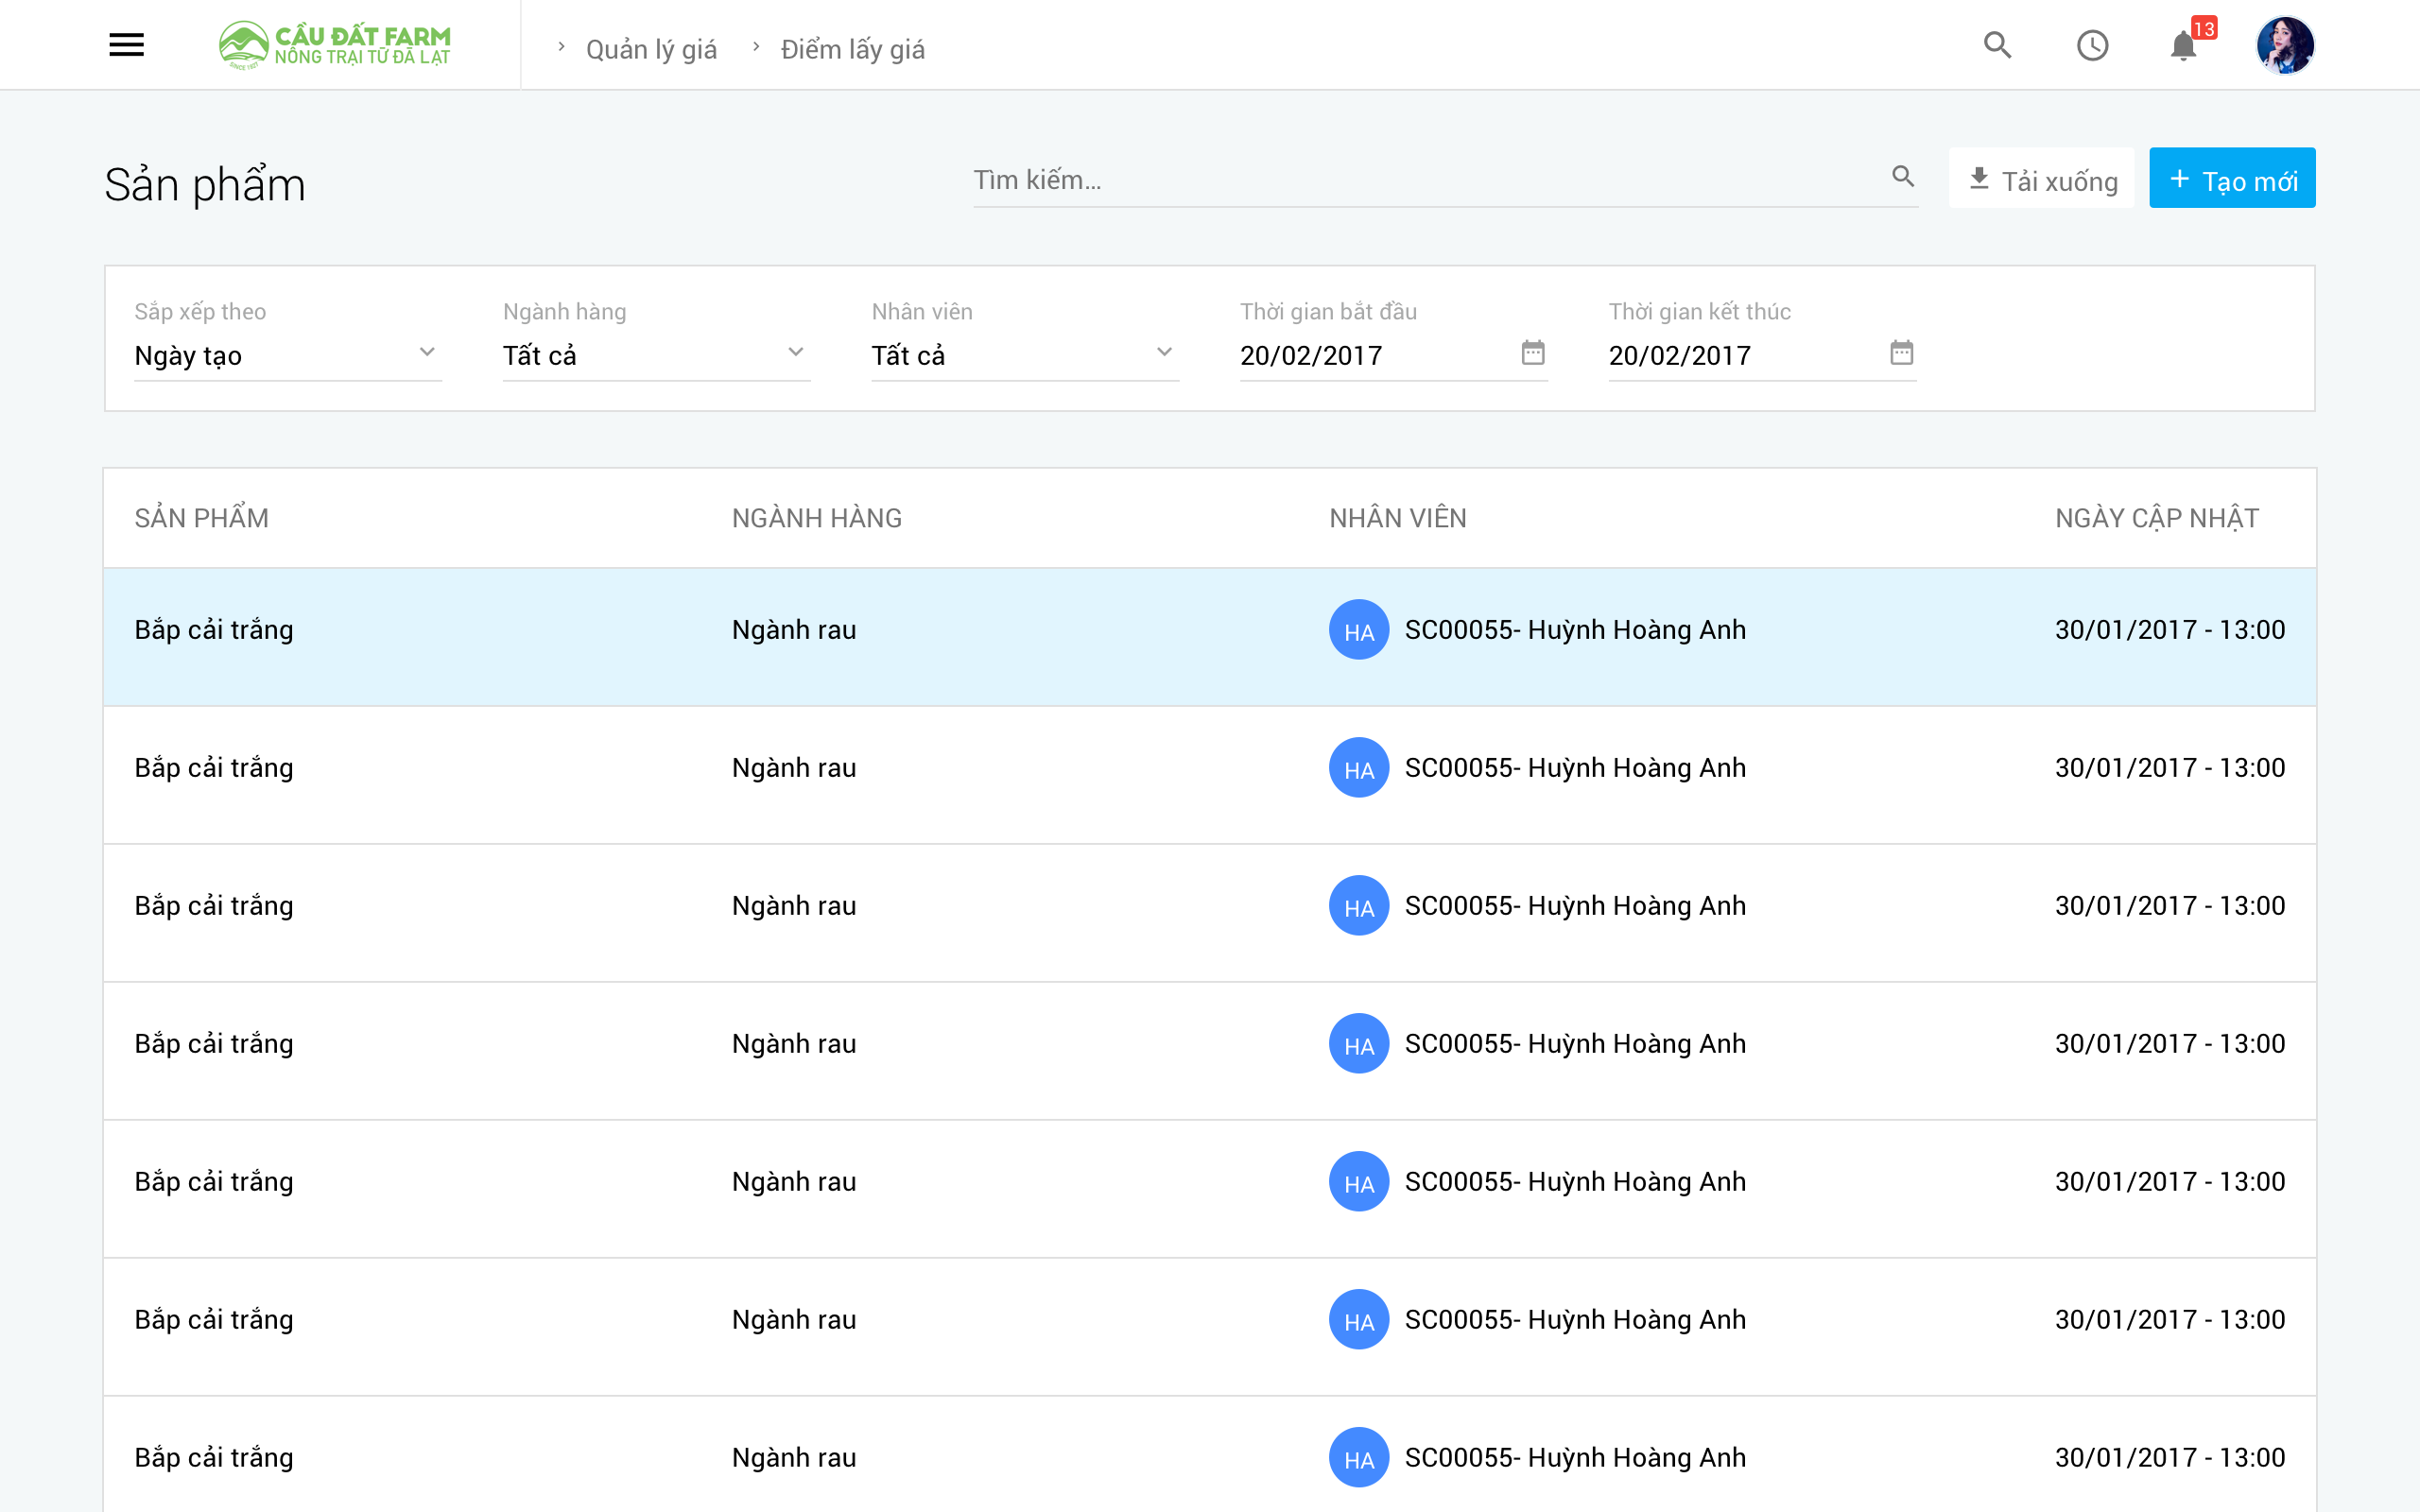 CẦU ĐẤT FARM
NÔNG TRẠI TỪ ĐÀ LẠT
SINCE 1927
Quản lý giá
Điểm lấy giá
13
Sản phẩm
Tìm kiếm...
Tải xuống
Tạo mới
Sắp xếp theo
Ngày tạo
Ngành hàng
Tất cả
Nhân viên
Tất cả
Thời gian bắt đầu
20/02/2017
Thời gian kết thúc
20/02/2017
SẢN PHẨM NGÀNH HÀNG NHÂN VIÊN NGÀY CẬP NHẬT
Bắp cải trắng Ngành rau HA SC00055- Huỳnh Hoàng Anh 30/01/2017 - 13:00
Bắp cải trắng Ngành rau HA SC00055- Huỳnh Hoàng Anh 30/01/2017 - 13:00
Bắp cải trắng Ngành rau HA SC00055- Huỳnh Hoàng Anh 30/01/2017 - 13:00
Bắp cải trắng Ngành rau HA SC00055- Huỳnh Hoàng Anh 30/01/2017 - 13:00
Bắp cải trắng Ngành rau HA SC00055- Huỳnh Hoàng Anh 30/01/2017 - 13:00
Bắp cải trắng Ngành rau HA SC00055- Huỳnh Hoàng Anh 30/01/2017 - 13:00
Bắp cải trắng Ngành rau HA SC00055- Huỳnh Hoàng Anh 30/01/2017 - 13:00